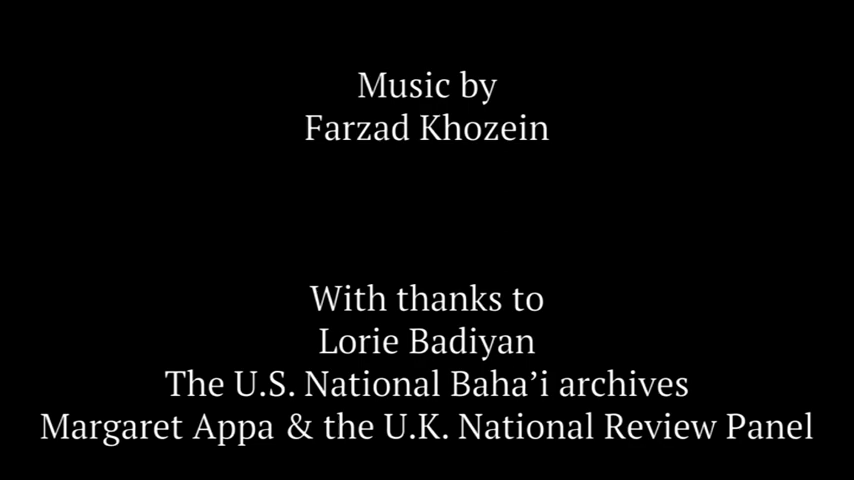 Music by
Farzad Khozein
With thanks to
Lorie Badiyan
The U.S. National Baha’i archives
Margaret Appa & the U.K. National Review Panel